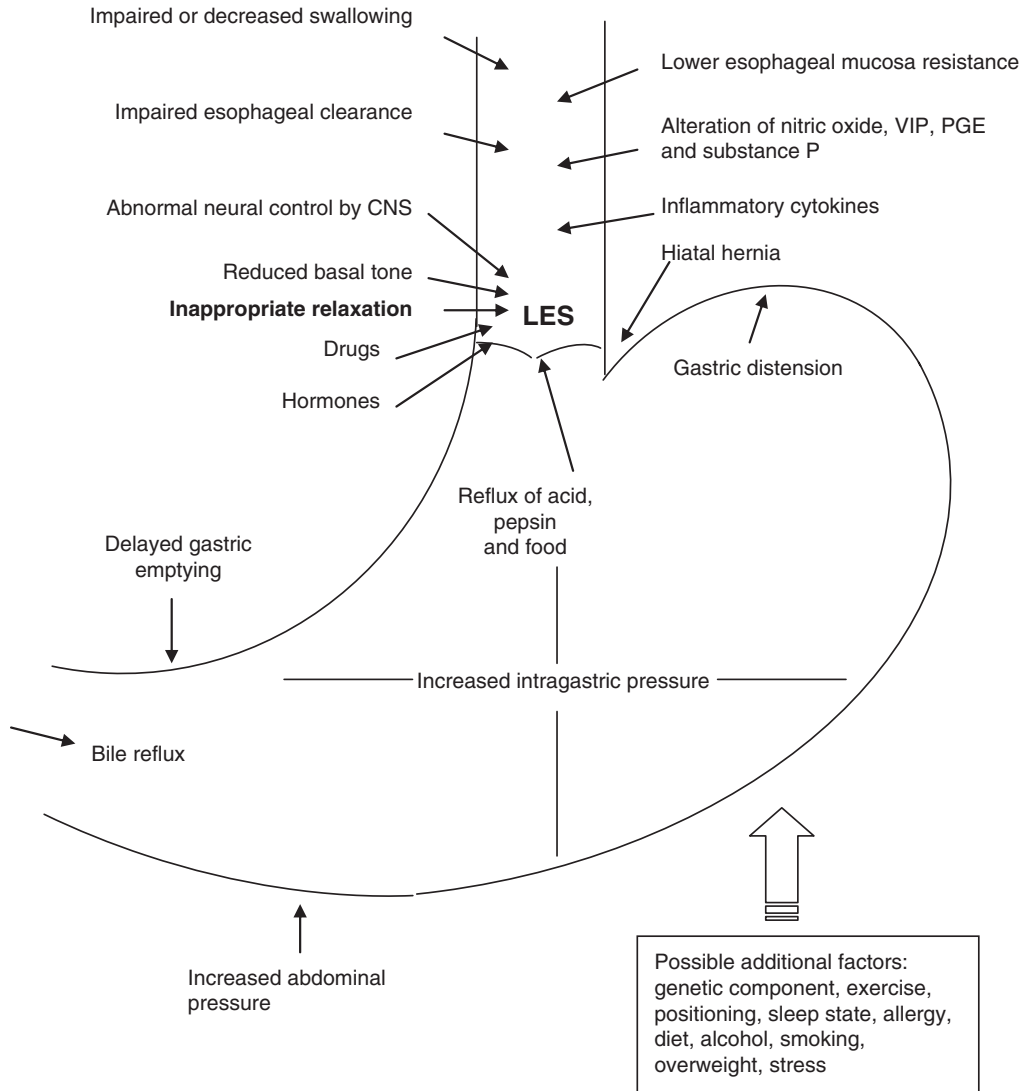 Impaired or decreased swallowing
Lower esophageal mucosa resistance
Impaired esophageal clearance
Alteration of nitric oxide, VIP, PGE
and substance P
Abnormal neural control by CNS
Inflammatory cytokines
Hiatal hernia
Reduced basal tone
Inappropriate relaxation
LES
Drugs
Gastric distension
Hormones
Reflux of acid,
pepsin
and food
Delayed gastric
emptying
Increased intragastric pressure
Bile reflux
Increased abdominal
pressure
Possible additional factors:
genetic component, exercise,
positioning, sleep state, allergy,
diet, alcohol, smoking,
overweight, stress